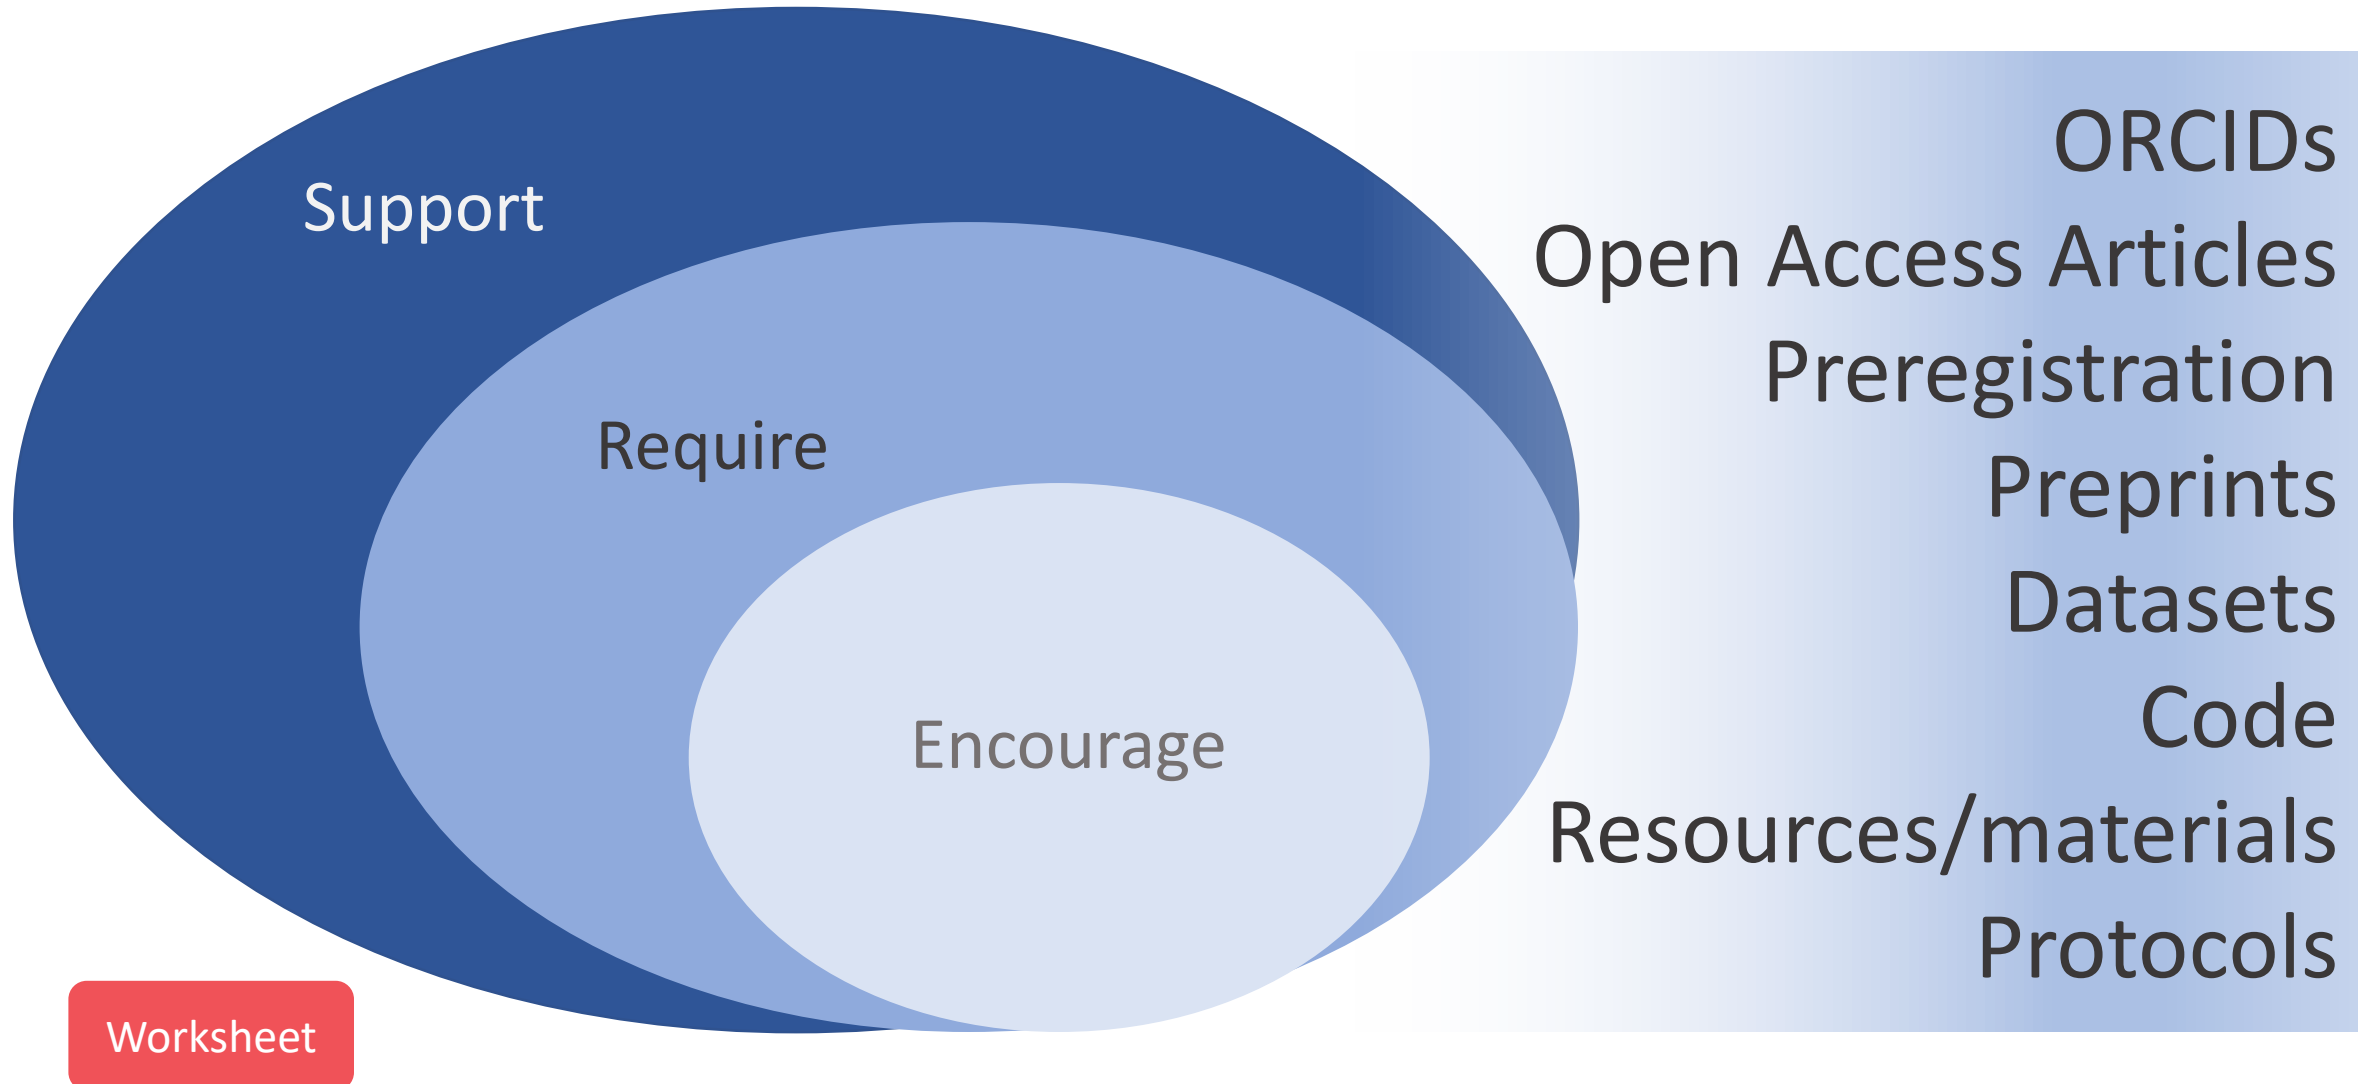 Support
Require
Encourage
Worksheet
ORCIDs
Open Access Articles
Preregistration
Preprints
Datasets
Code
Resources/materials
Protocols